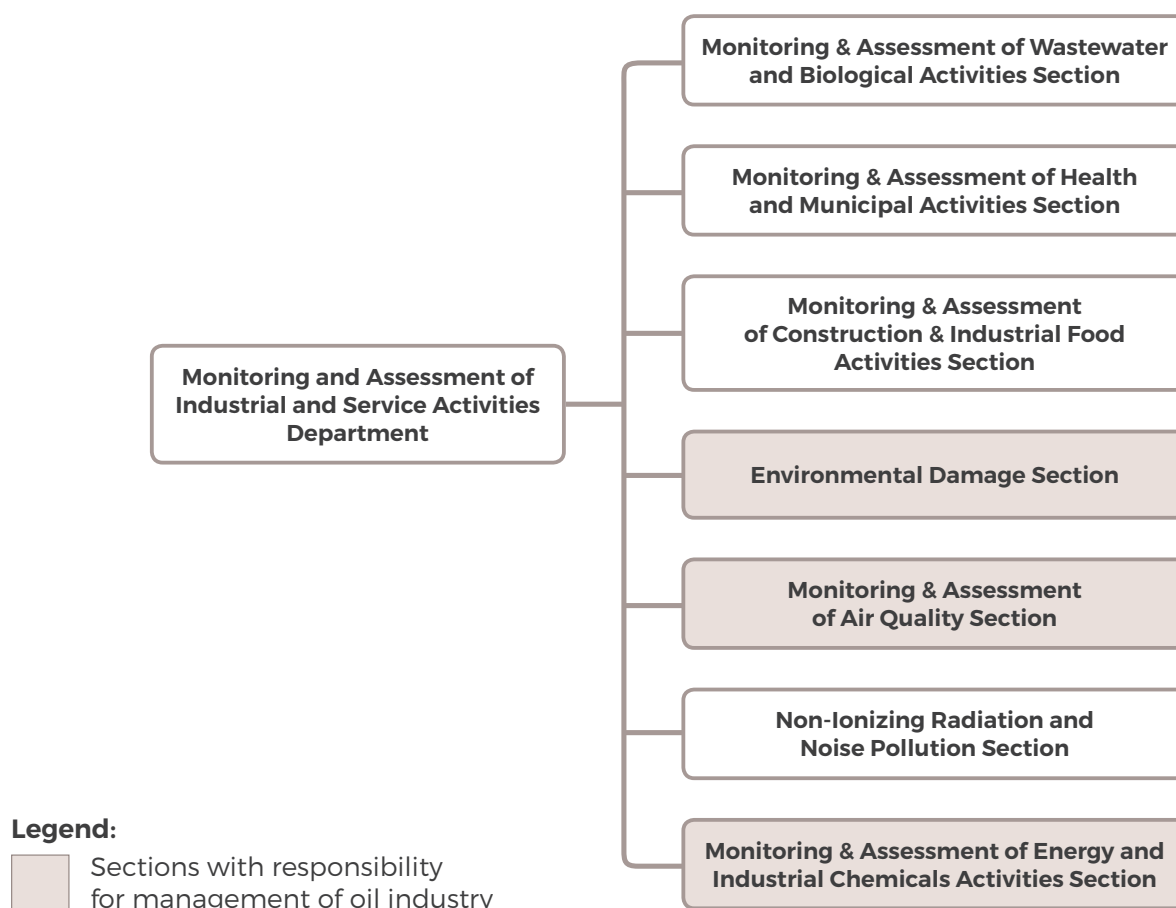 Monitoring & Assessment of Wastewater
and Biological Activities Section
Monitoring & Assessment of Health
and Municipal Activities Section
Monitoring & Assessment
of Construction & Industrial Food
Activities Section
Monitoring and Assessment of
Industrial and Service Activities
Department
Environmental Damage Section
Monitoring & Assessment
of Air Quality Section
Non-Ionizing Radiation and
Noise Pollution Section
Monitoring & Assessment of Energy and
Industrial Chemicals Activities Section
Legend:
Sections with responsibility
for management of oil industry